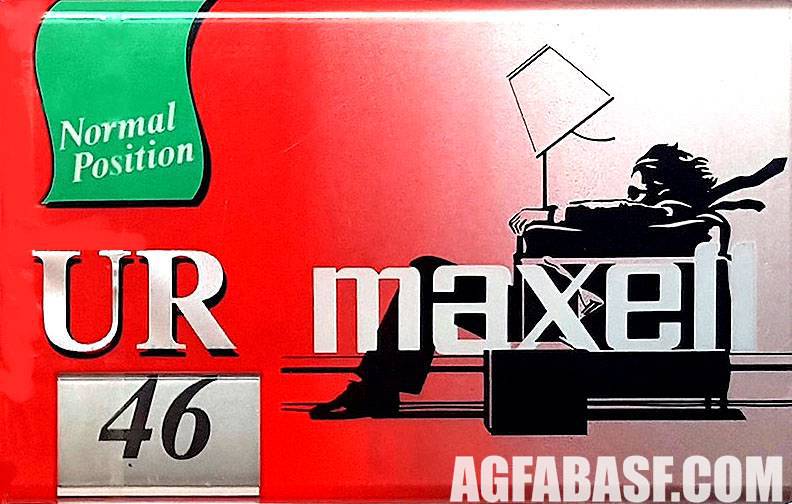 Normal
Position
UR
maxell
46
AGFABASF.COM